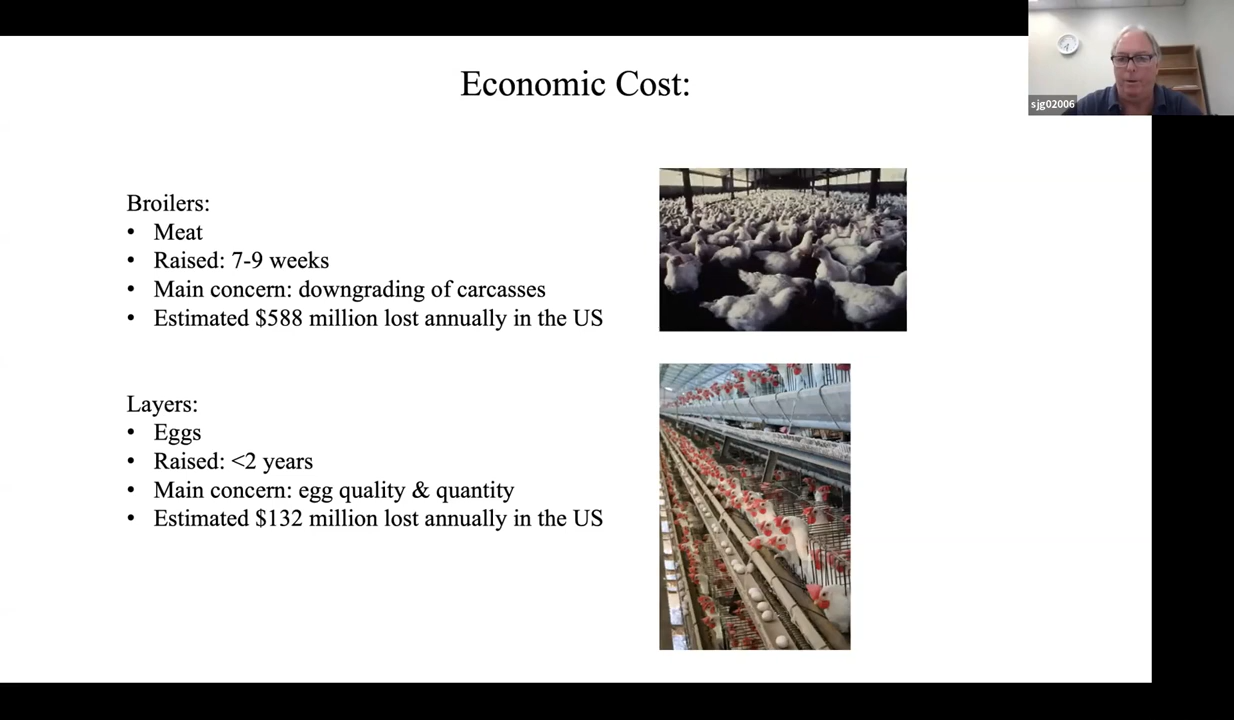 Economic Cost:
sjg02006
Broilers:
• Meat
• Raised: 7-9 weeks
• Main concern: downgrading of carcasses
• Estimated $588 million lost annually in the US
Layers:
• Eggs
• Raised: <2 years
• Main concern: egg quality & quantity
• Estimated $132 million lost annually in the US